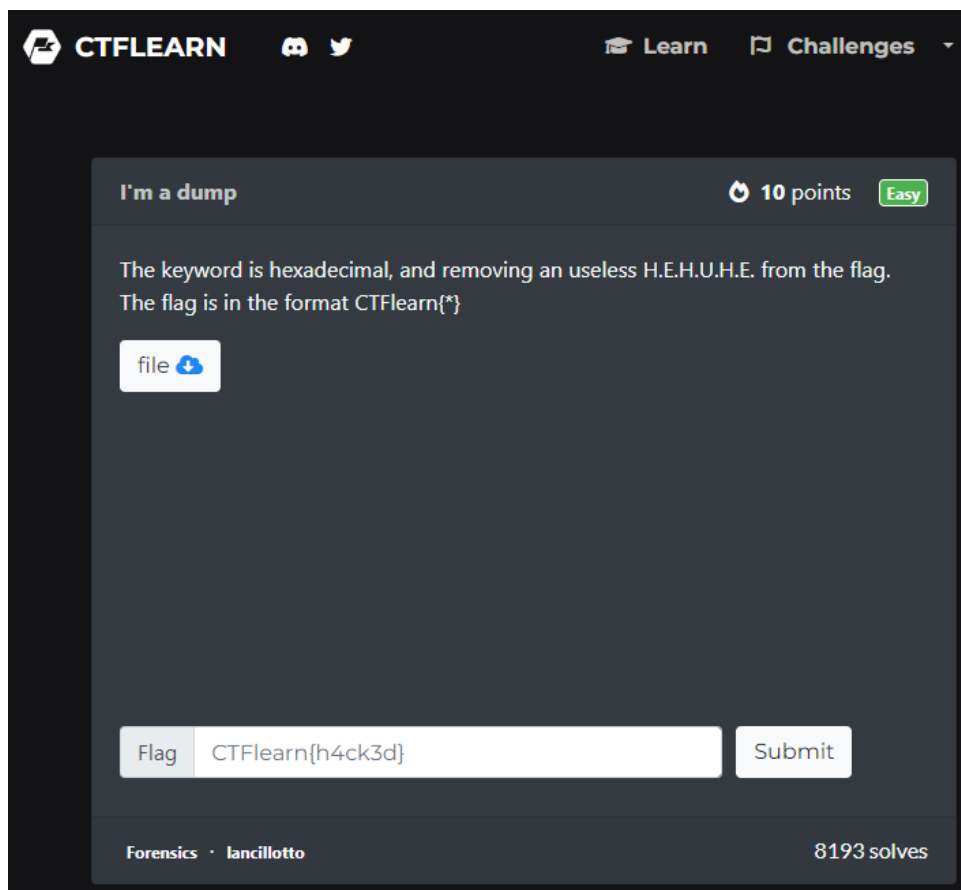 CTFLEARN Learn Challenges
I'm a dump 10 points Easy
The keyword is hexadecimal, and removing an useless H.E.H.U.H.E. from the flag.
The flag is in the format CTFlearn{*}
file
Flag CTFlearn{h4ck3d} Submit
Forensics · lancillotto 8193 solves